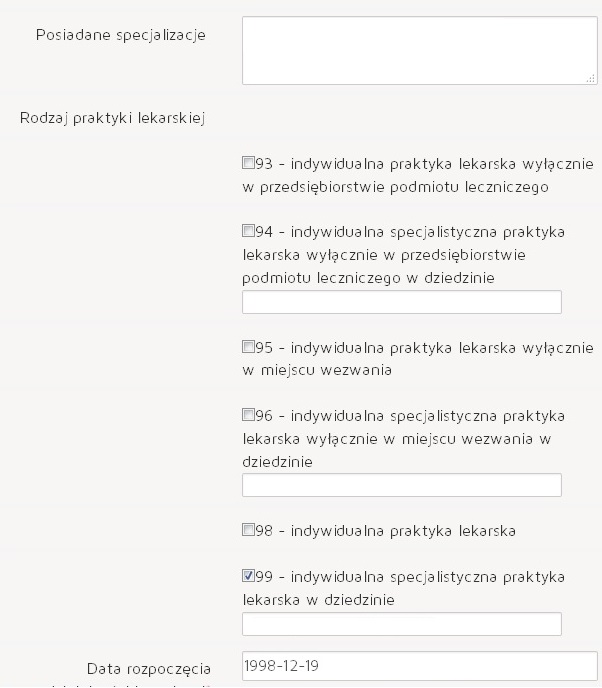 Posiadane specjalizacje
Rodzaj praktyki lekarskiej
93 - indywidualna praktyka lekarska wyłącznie
w przedsiębiorstwie podmiotu leczniczego
94 - indywidualna specjalistyczna praktyka
lekarska wyłącznie w przedsiębiorstwie
podmiotu leczniczego w dziedzinie
95 - indywidualna praktyka lekarska wyłącznie
w miejscu wezwania
96 - indywidualna specjalistyczna praktyka
lekarska wyłącznie w miejscu wezwania w
dziedzinie
98 - indywidualna praktyka lekarska
99 - indywidualna specjalistyczna praktyka
lekarska w dziedzinie
Data rozpoczęcia
1998-12-19